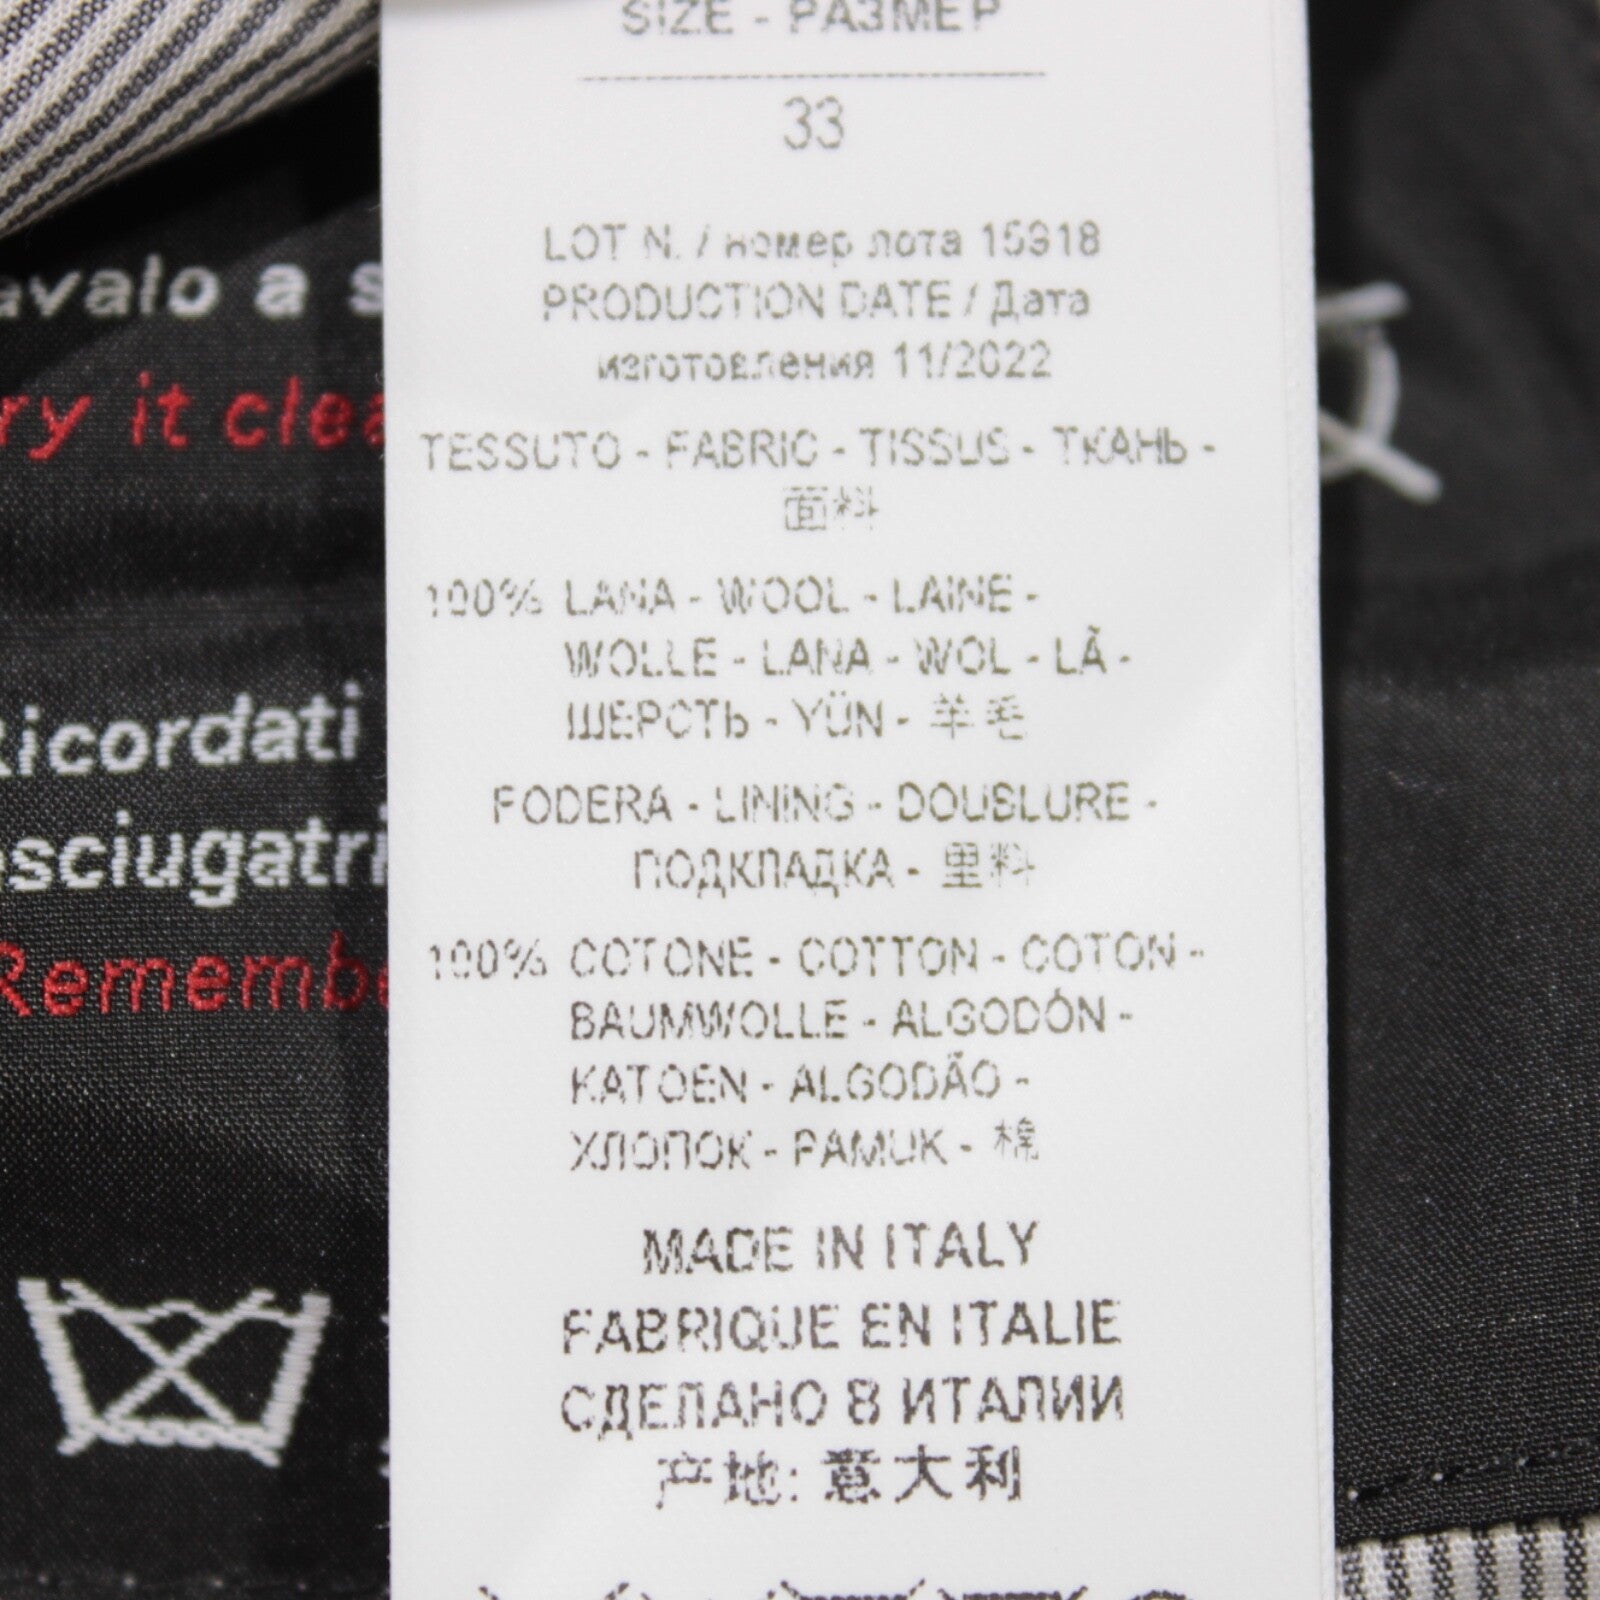 SIZE - РАЗМЕР
33
LOT N. / номер лота 15918
PRODUCTION DATE / Дата
изготовления 11/2022
TESSUTO - FABRIC - TISSUS - ТКАНЬ -
面料
100% LANA - WOOL - LAINE -
WOLLE - LANA - WOL - LÃ -
ШЕРСТЬ - YÜN - 羊毛
FODERA - LINING - DOUBLURE -
ПОДКЛАДКА - 里料
100% COTONE - COTTON - COTON -
BAUMWOLLE - ALGODÓN -
KATOEN - ALGODÃO -
ХЛОПОК - PAMUK - 棉
MADE IN ITALY
FABRIQUE EN ITALIE
СДЕЛАНО В ИТАЛИИ
产地: 意大利
avalo a s
ry it clea
Ricordati
asciugatri
Remembe